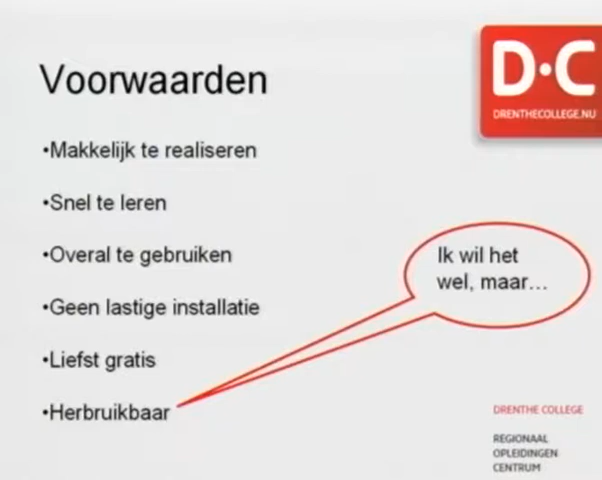 D·C
DRENTHECOLLEGE.NU
Voorwaarden
•Makkelijk te realiseren
•Snel te leren
•Overal te gebruiken
•Geen lastige installatie
•Liefst gratis
•Herbruikbaar
Ik wil het
wel, maar...
DRENTHE COLLEGE
REGIONAAL
OPLEIDINGEN
CENTRUM